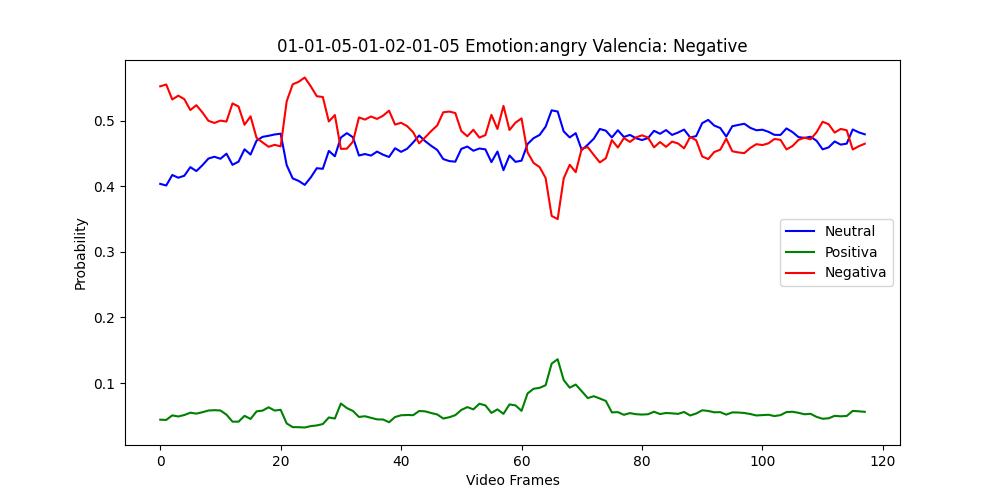 01-01-05-01-02-01-05 Emotion:angry Valencia: Negative
Probability
0.5
0.4
0.3
0.2
0.1
Neutral
Positiva
Negativa
0 20 40 60 80 100 120
Video Frames